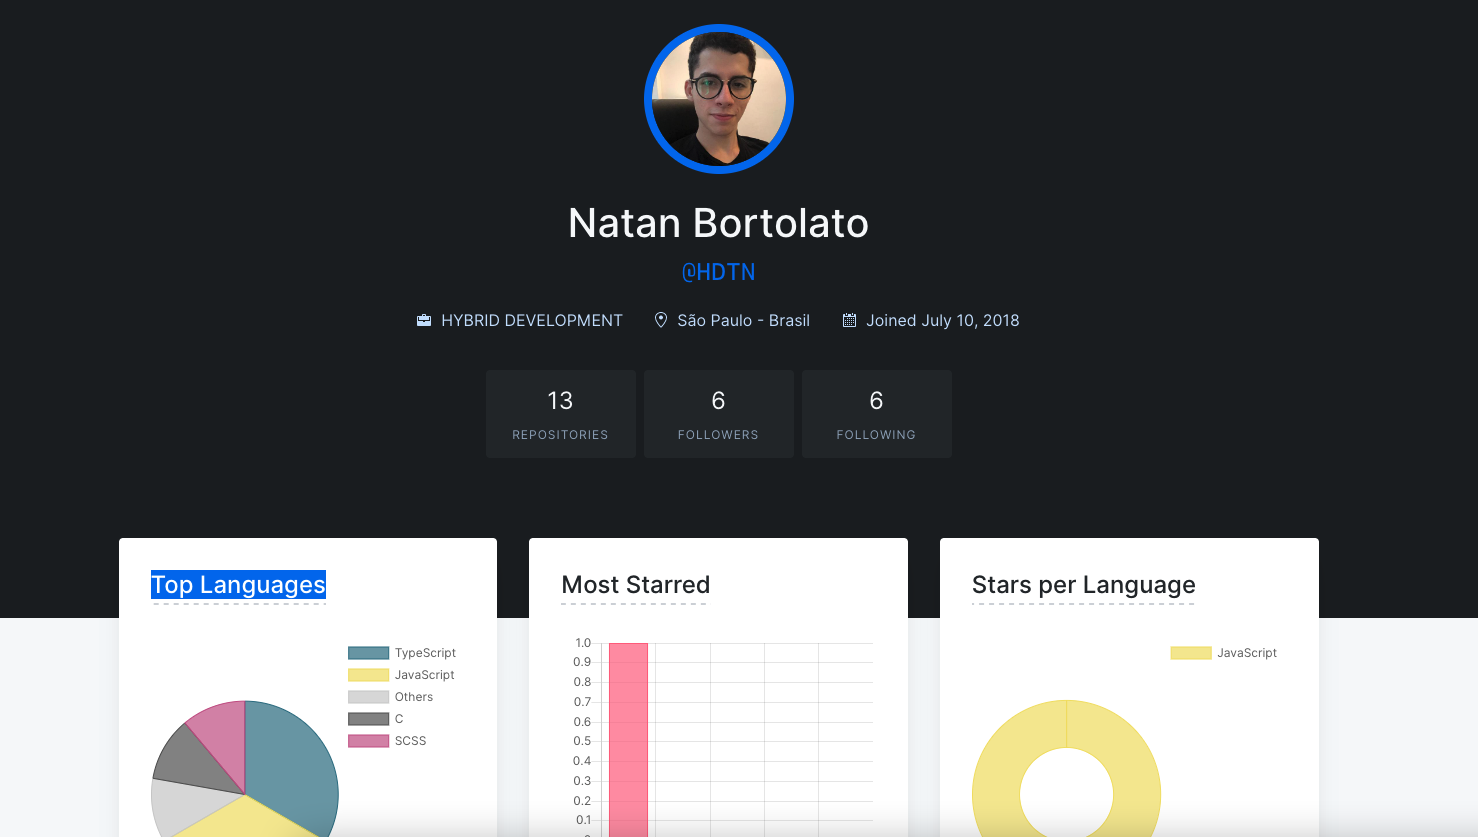 Natan Bortolato
@HDTN
HYBRID DEVELOPMENT São Paulo - Brasil Joined July 10, 2018
13 6 6
REPOSITORIES FOLLOWERS FOLLOWING
Top Languages
TypeScript
JavaScript
Others
C
SCSS
Most Starred
1.0
0.9
0.8
0.7
0.6
0.5
0.4
0.3
0.2
0.1
Stars per Language
JavaScript